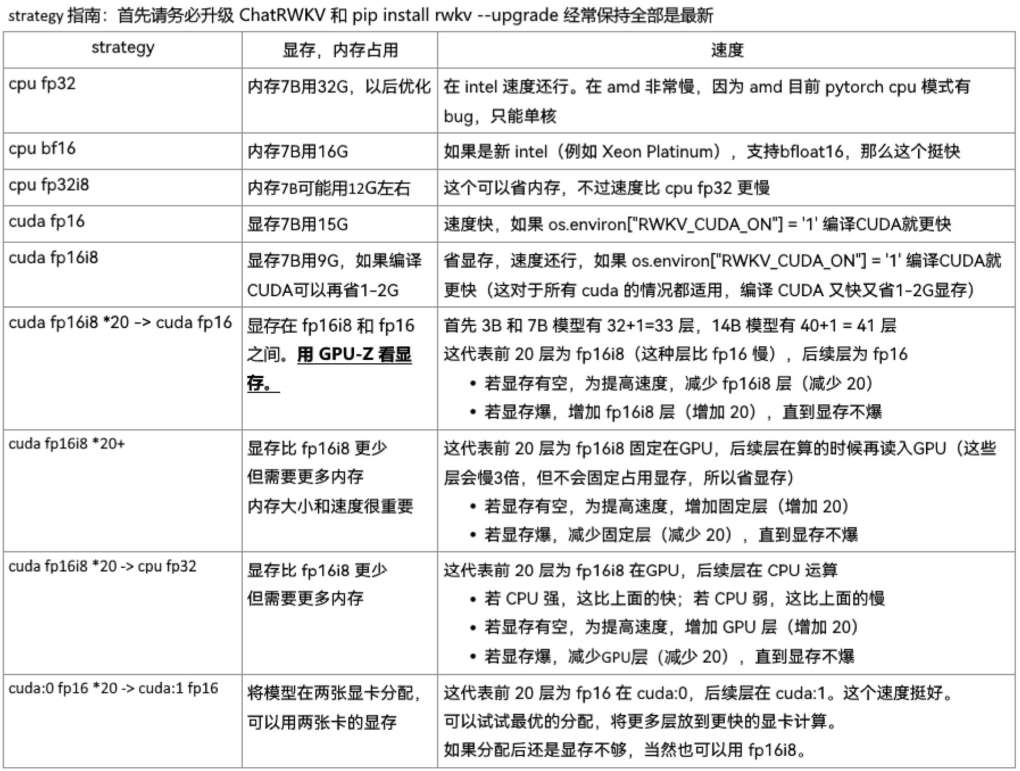 strategy 指南：首先请务必升级 ChatRWKV 和 pip install rwkv --upgrade 经常保持全部是最新
strategy
显存，内存占用
速度
cpu fp32
内存7B用32G，以后优化
在 intel 速度还行。在 amd 非常慢，因为 amd 目前 pytorch cpu 模式有
bug，只能单核
cpu bf16
内存7B用16G
如果是新 intel（例如 Xeon Platinum），支持bfloat16，那么这个挺快
cpu fp32i8
内存7B可能用12G左右
这个可以省内存，不过速度比 cpu fp32 更慢
cuda fp16
显存7B用15G
速度快，如果 os.environ["RWKV_CUDA_ON"] = '1' 编译CUDA就更快
cuda fp16i8
显存7B用9G，如果编译
CUDA可以再省1-2G
省显存，速度还行，如果 os.environ["RWKV_CUDA_ON"] = '1' 编译CUDA就
更快（这对于所有 cuda 的情况都适用，编译 CUDA 又快又省1-2G显存）
cuda fp16i8 *20 -> cuda fp16
显存在 fp16i8 和 fp16
之间。用 GPU-Z 看显
存。
首先 3B 和 7B 模型有 32+1=33 层，14B 模型有 40+1 = 41 层
这代表前 20 层为 fp16i8（这种层比 fp16 慢），后续层为 fp16
• 若显存有空，为提高速度，减少 fp16i8 层（减少 20）
• 若显存爆，增加 fp16i8 层（增加 20），直到显存不爆
cuda fp16i8 *20+
显存比 fp16i8 更少
但需要更多内存
内存大小和速度很重要
这代表前 20 层为 fp16i8 固定在GPU，后续层在算的时候再读入GPU（这些
层会慢3倍，但不会固定占用显存，所以省显存）
• 若显存有空，为提高速度，增加固定层（增加 20）
• 若显存爆，减少固定层（减少 20），直到显存不爆
cuda fp16i8 *20 -> cpu fp32
显存比 fp16i8 更少
但需要更多内存
这代表前 20 层为 fp16i8 在GPU，后续层在 CPU 运算
• 若 CPU 强，这比上面的快；若 CPU 弱，这比上面的慢
• 若显存有空，为提高速度，增加 GPU 层（增加 20）
• 若显存爆，减少GPU层（减少 20），直到显存不爆
cuda:0 fp16 *20 -> cuda:1 fp16
将模型在两张显卡分配，
可以用两张卡的显存
这代表前 20 层为 fp16 在 cuda:0，后续层在 cuda:1。这个速度挺好。
可以试试最优的分配，将更多层放到更快的显卡计算。
如果分配后还是显存不够，当然也可以用 fp16i8。